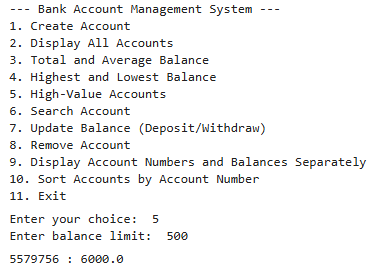 --- Bank Account Management System ---
1. Create Account
2. Display All Accounts
3. Total and Average Balance
4. Highest and Lowest Balance
5. High-Value Accounts
6. Search Account
7. Update Balance (Deposit/Withdraw)
8. Remove Account
9. Display Account Numbers and Balances Separately
10. Sort Accounts by Account Number
11. Exit
Enter your choice:  5
Enter balance limit:  500
5579756 : 6000.0